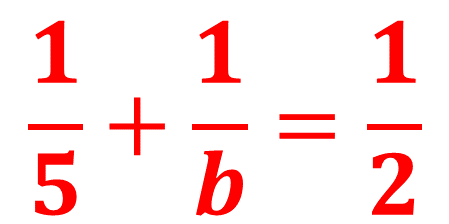 1/5 + 1/b = 1/2